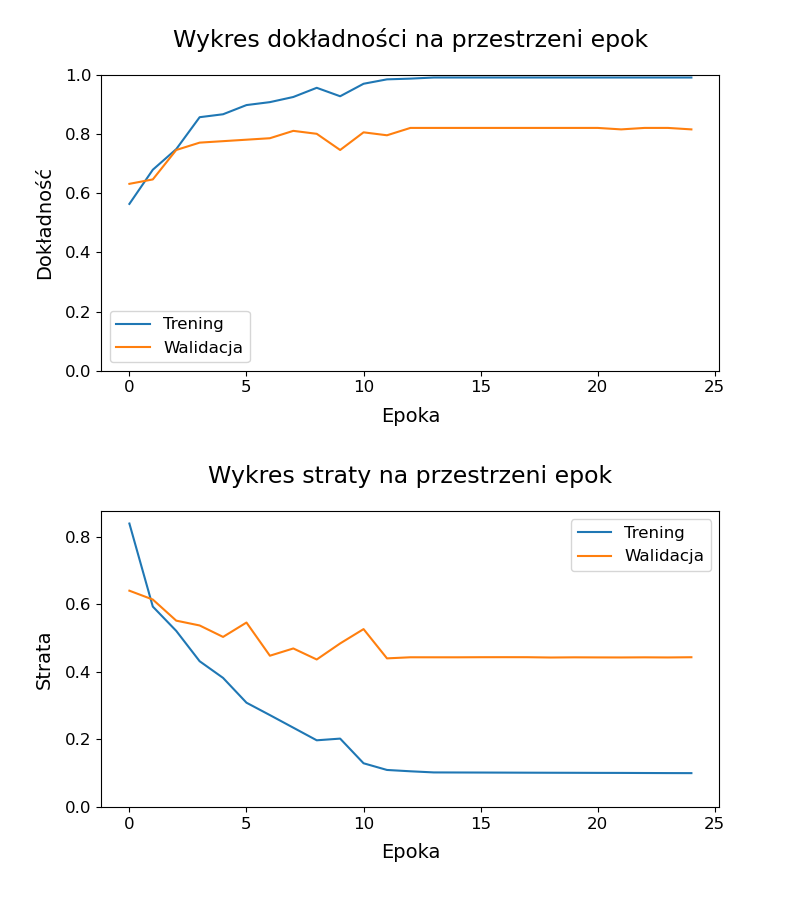 Wykres dokładności na przestrzeni epok
1.0
0.8
0.6
0.4
0.2
0.0
Dokładność
Trening
Walidacja
0 5 10 15 20 25
Epoka
Wykres straty na przestrzeni epok
0.8
0.6
0.4
0.2
0.0
Strata
Trening
Walidacja
0 5 10 15 20 25
Epoka